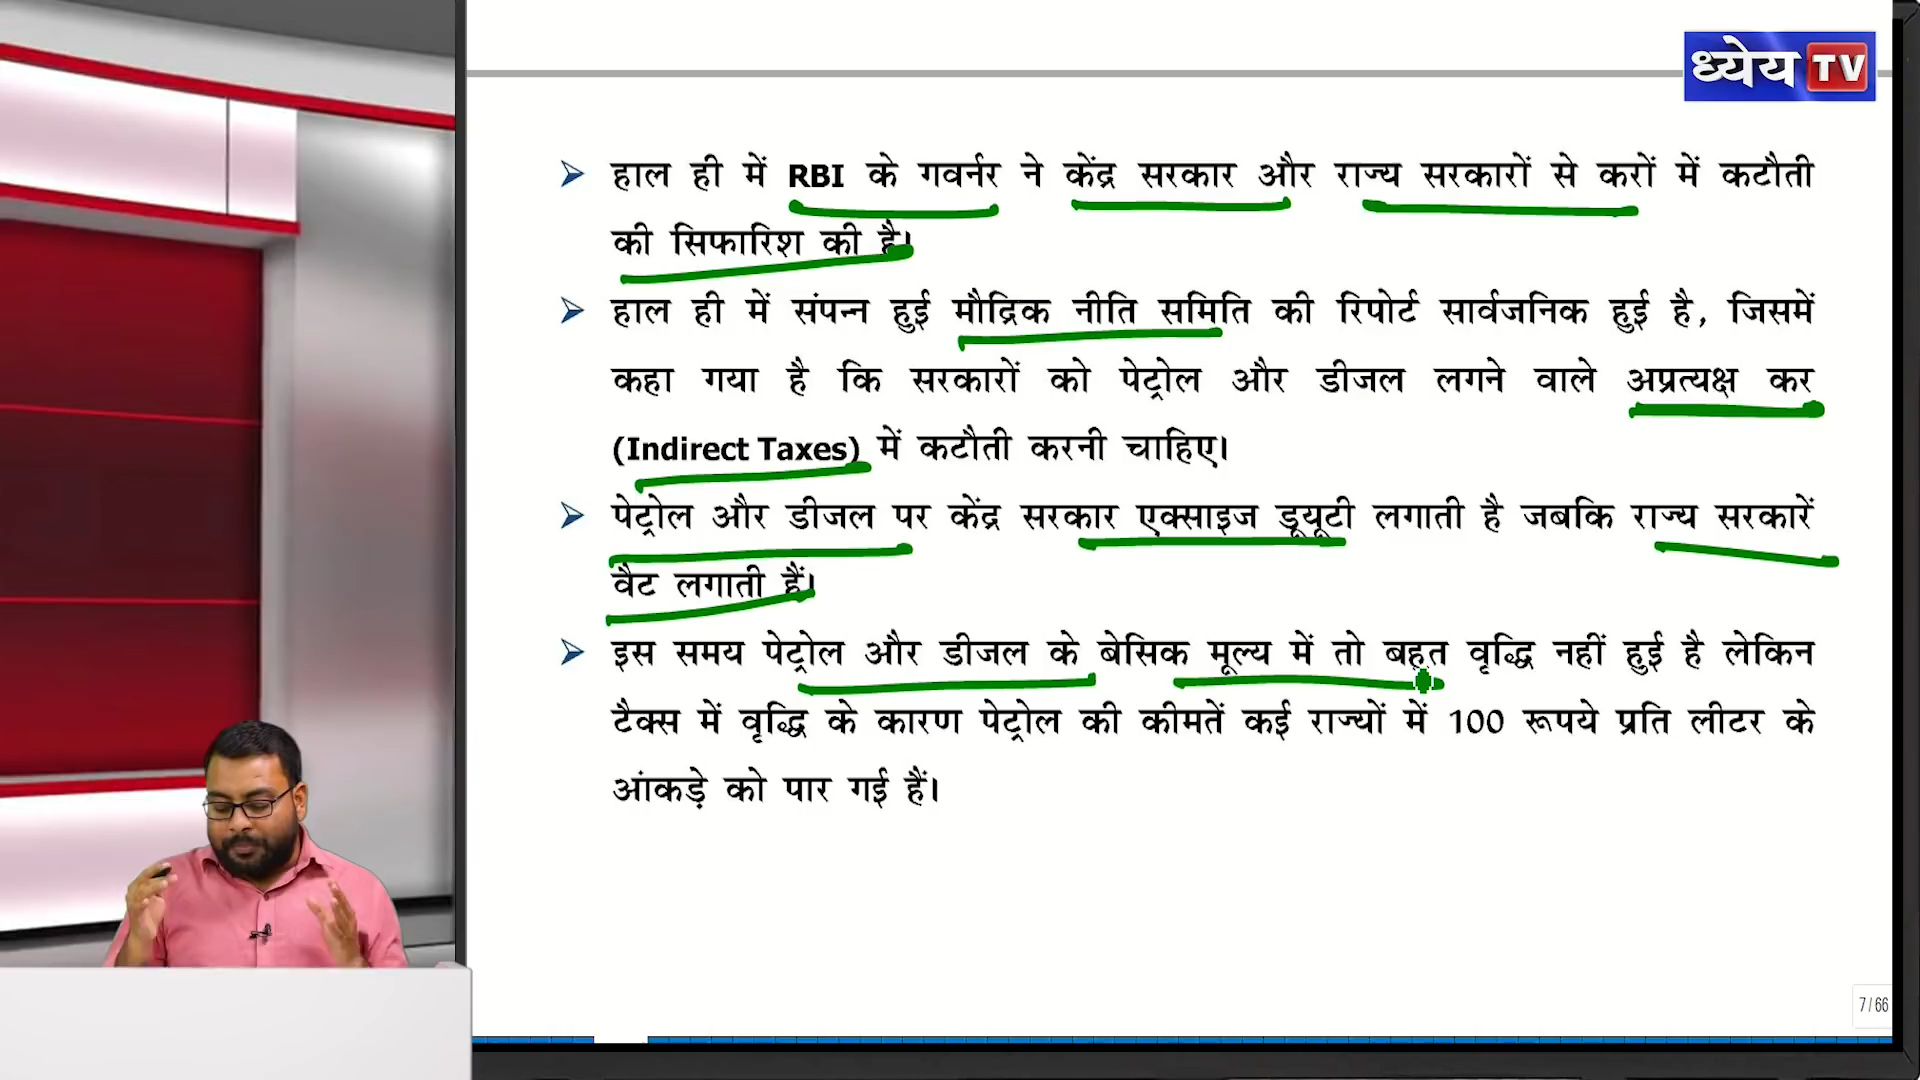 ध्येय TV
हाल ही में RBI के गवर्नर ने केंद्र सरकार और राज्य सरकारों से करों में कटौती
की सिफारिश की है।
हाल ही में संपन्न हुई मौद्रिक नीति समिति की रिपोर्ट सार्वजनिक हुई है, जिसमें
कहा गया है कि सरकारों को पेट्रोल और डीजल लगने वाले अप्रत्यक्ष कर
(Indirect Taxes) में कटौती करनी चाहिए।
पेट्रोल और डीजल पर केंद्र सरकार एक्साइज डूयूटी लगाती है जबकि राज्य सरकारें
वैट लगाती हैं।
इस समय पेट्रोल और डीजल के बेसिक मूल्य में तो बहुत वृद्धि नहीं हुई है लेकिन
टैक्स में वृद्धि के कारण पेट्रोल की कीमतें कई राज्यों में 100 रूपये प्रति लीटर के
आंकड़े को पार गई हैं।
7/66